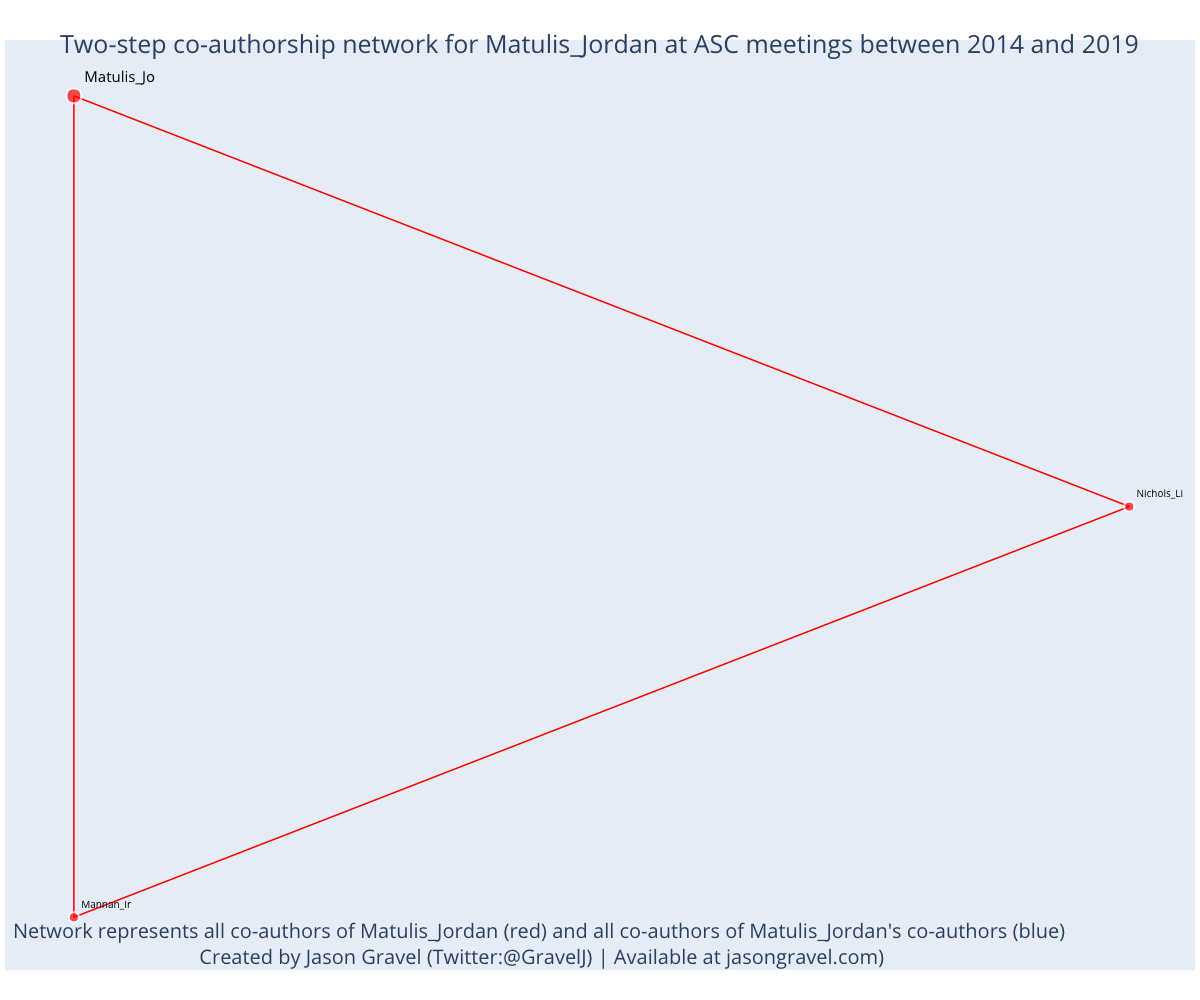 Two-step co-authorship network for Matulis_Jordan at ASC meetings between 2014 and 2019
Matulis_Jo
Nichols_Li
Mannan_Ir
Network represents all co-authors of Matulis_Jordan (red) and all co-authors of Matulis_Jordan's co-authors (blue)
Created by Jason Gravel (Twitter:@GravelJ) | Available at jasongravel.com)